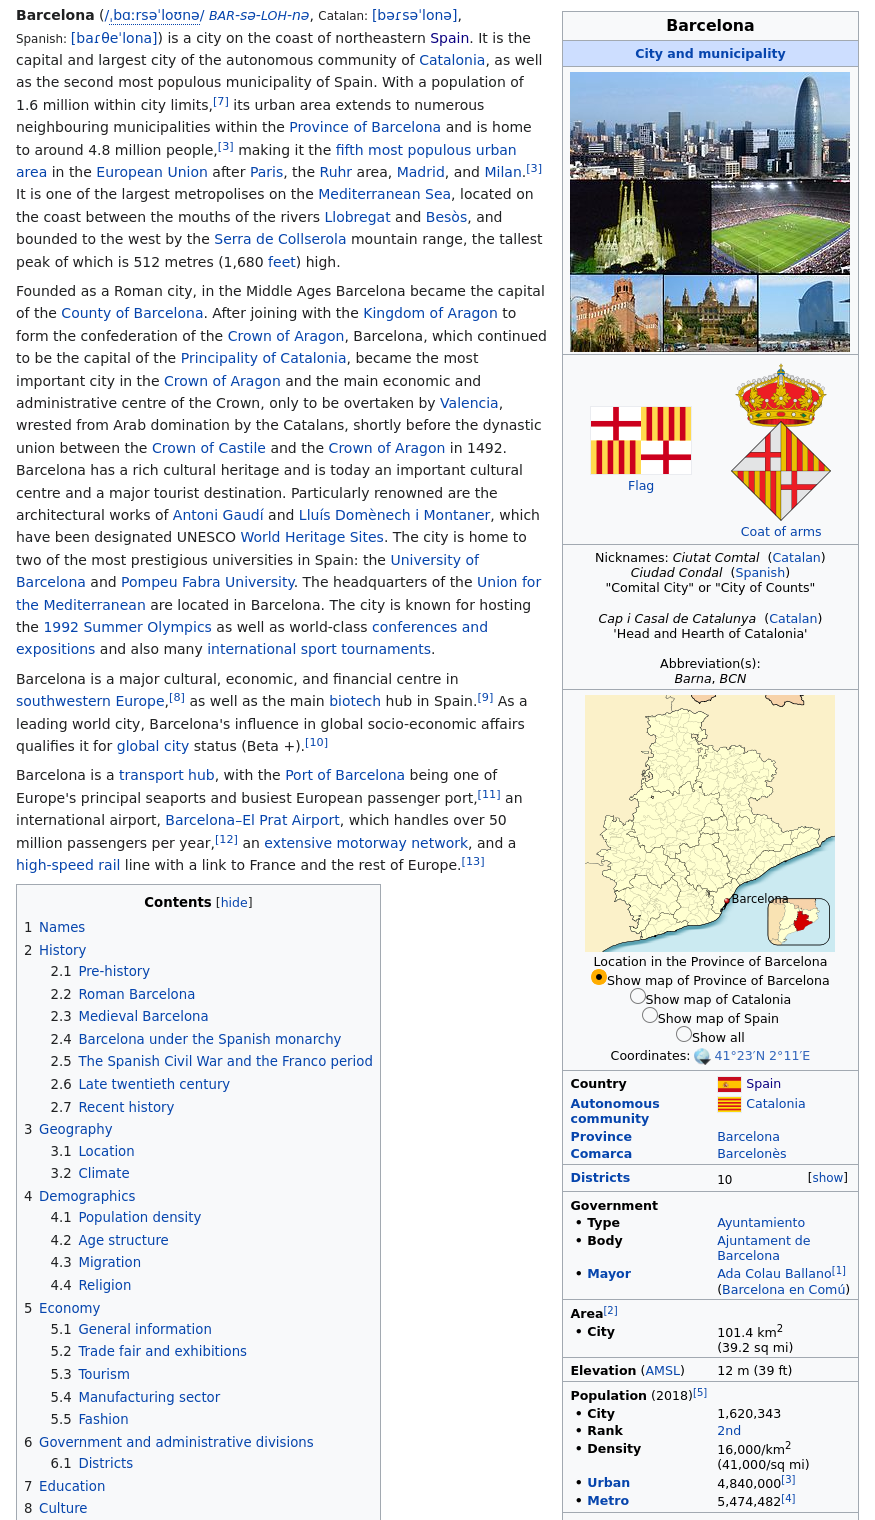 Barcelona (/ˌbɑːrsəˈloʊnə/ BAR-sə-LOH-nə, Catalan: [bəɾsəˈlonə],
Spanish: [baɾθeˈlona]) is a city on the coast of northeastern Spain. It is the
capital and largest city of the autonomous community of Catalonia, as well
as the second most populous municipality of Spain. With a population of
1.6 million within city limits,[7] its urban area extends to numerous
neighbouring municipalities within the Province of Barcelona and is home
to around 4.8 million people,[3] making it the fifth most populous urban
area in the European Union after Paris, the Ruhr area, Madrid, and Milan.[3]
It is one of the largest metropolises on the Mediterranean Sea, located on
the coast between the mouths of the rivers Llobregat and Besòs, and
bounded to the west by the Serra de Collserola mountain range, the tallest
peak of which is 512 metres (1,680 feet) high.
Founded as a Roman city, in the Middle Ages Barcelona became the capital
of the County of Barcelona. After joining with the Kingdom of Aragon to
form the confederation of the Crown of Aragon, Barcelona, which continued
to be the capital of the Principality of Catalonia, became the most
important city in the Crown of Aragon and the main economic and
administrative centre of the Crown, only to be overtaken by Valencia,
wrested from Arab domination by the Catalans, shortly before the dynastic
union between the Crown of Castile and the Crown of Aragon in 1492.
Barcelona has a rich cultural heritage and is today an important cultural
centre and a major tourist destination. Particularly renowned are the
architectural works of Antoni Gaudí and Lluís Domènech i Montaner, which
have been designated UNESCO World Heritage Sites. The city is home to
two of the most prestigious universities in Spain: the University of
Barcelona and Pompeu Fabra University. The headquarters of the Union for
the Mediterranean are located in Barcelona. The city is known for hosting
the 1992 Summer Olympics as well as world-class conferences and
expositions and also many international sport tournaments.
Barcelona is a major cultural, economic, and financial centre in
southwestern Europe,[8] as well as the main biotech hub in Spain.[9] As a
leading world city, Barcelona's influence in global socio-economic affairs
qualifies it for global city status (Beta +).[10]
Barcelona is a transport hub, with the Port of Barcelona being one of
Europe's principal seaports and busiest European passenger port,[11] an
international airport, Barcelona–El Prat Airport, which handles over 50
million passengers per year,[12] an extensive motorway network, and a
high-speed rail line with a link to France and the rest of Europe.[13]
Contents [hide]
1 Names
2 History
2.1 Pre-history
2.2 Roman Barcelona
2.3 Medieval Barcelona
2.4 Barcelona under the Spanish monarchy
2.5 The Spanish Civil War and the Franco period
2.6 Late twentieth century
2.7 Recent history
3 Geography
3.1 Location
3.2 Climate
4 Demographics
4.1 Population density
4.2 Age structure
4.3 Migration
4.4 Religion
5 Economy
5.1 General information
5.2 Trade fair and exhibitions
5.3 Tourism
5.4 Manufacturing sector
5.5 Fashion
6 Government and administrative divisions
6.1 Districts
7 Education
8 Culture
Barcelona
City and municipality
Flag
Coat of arms
Nicknames: Ciutat Comtal (Catalan)
Ciudad Condal (Spanish)
"Comital City" or "City of Counts"
Cap i Casal de Catalunya (Catalan)
'Head and Hearth of Catalonia'
Abbreviation(s):
Barna, BCN
Barcelona
Location in the Province of Barcelona
Show map of Province of Barcelona
Show map of Catalonia
Show map of Spain
Show all
Coordinates: 41°23′N 2°11′E
Country Spain
Autonomous Catalonia
community
Province Barcelona
Comarca Barcelonès
Districts 10 [show]
Government
• Type Ayuntamiento
• Body Ajuntament de
Barcelona
• Mayor Ada Colau Ballano[1]
(Barcelona en Comú)
Area[2]
• City 101.4 km2
(39.2 sq mi)
Elevation (AMSL) 12 m (39 ft)
Population (2018)[5]
• City 1,620,343
• Rank 2nd
• Density 16,000/km2
(41,000/sq mi)
• Urban 4,840,000[3]
• Metro 5,474,482[4]